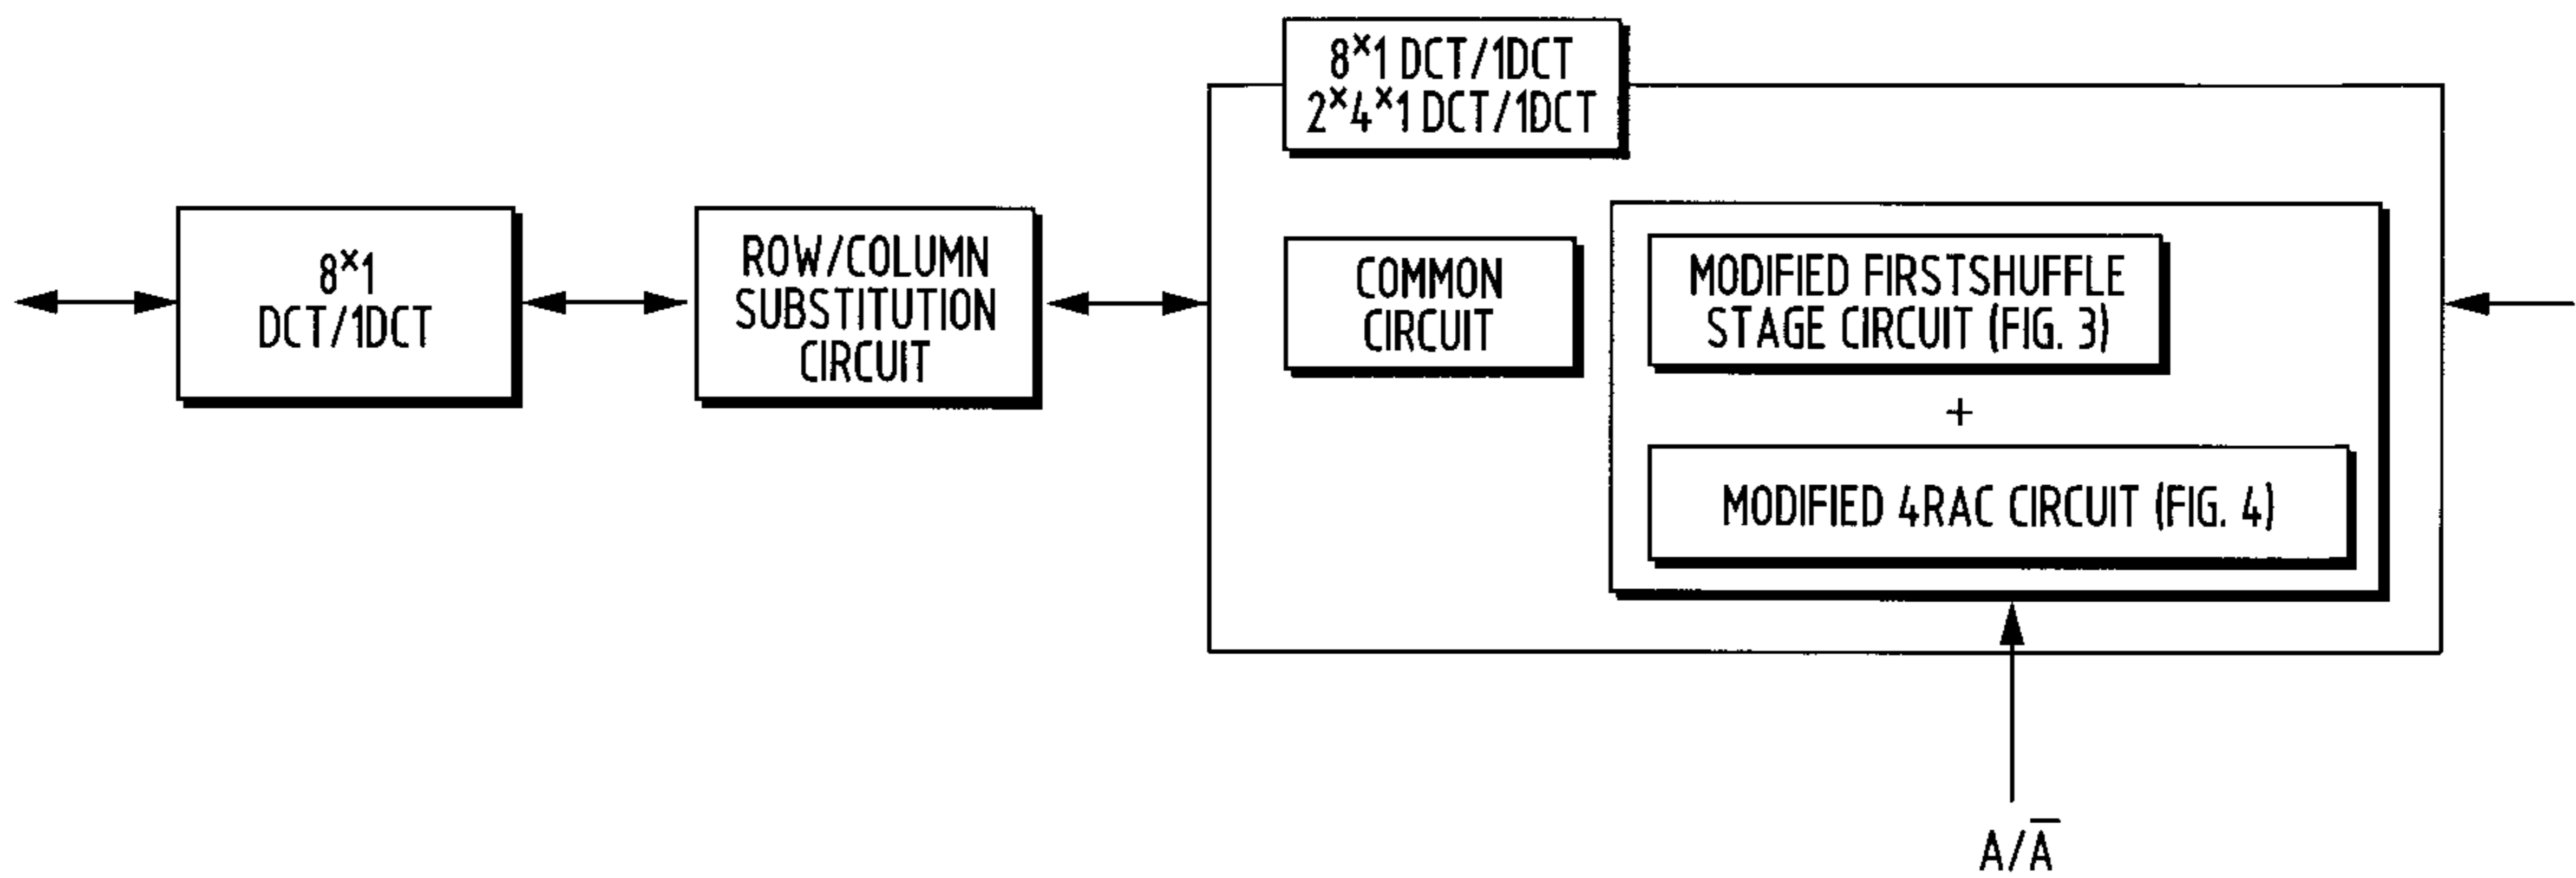 8×1 DCT/1DCT
2×4×1 DCT/1DCT
8×1
DCT/1DCT
ROW/COLUMN
SUBSTITUTION
CIRCUIT
COMMON
CIRCUIT
MODIFIED FIRSTSHUFFLE
STAGE CIRCUIT (FIG. 3)
+
MODIFIED 4RAC CIRCUIT (FIG. 4)
A/A̅